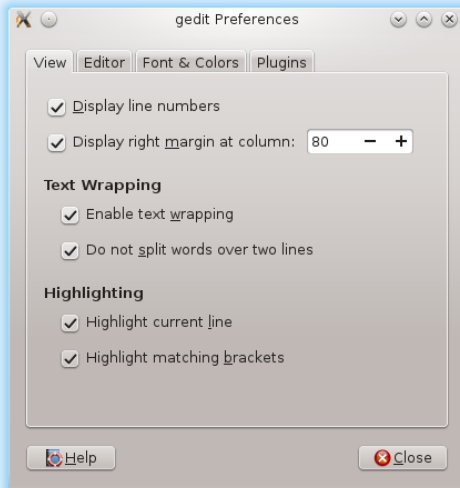 gedit Preferences
View Editor Font & Colors Plugins
Display line numbers
Display right margin at column: 80
Text Wrapping
Enable text wrapping
Do not split words over two lines
Highlighting
Highlight current line
Highlight matching brackets
Help Close